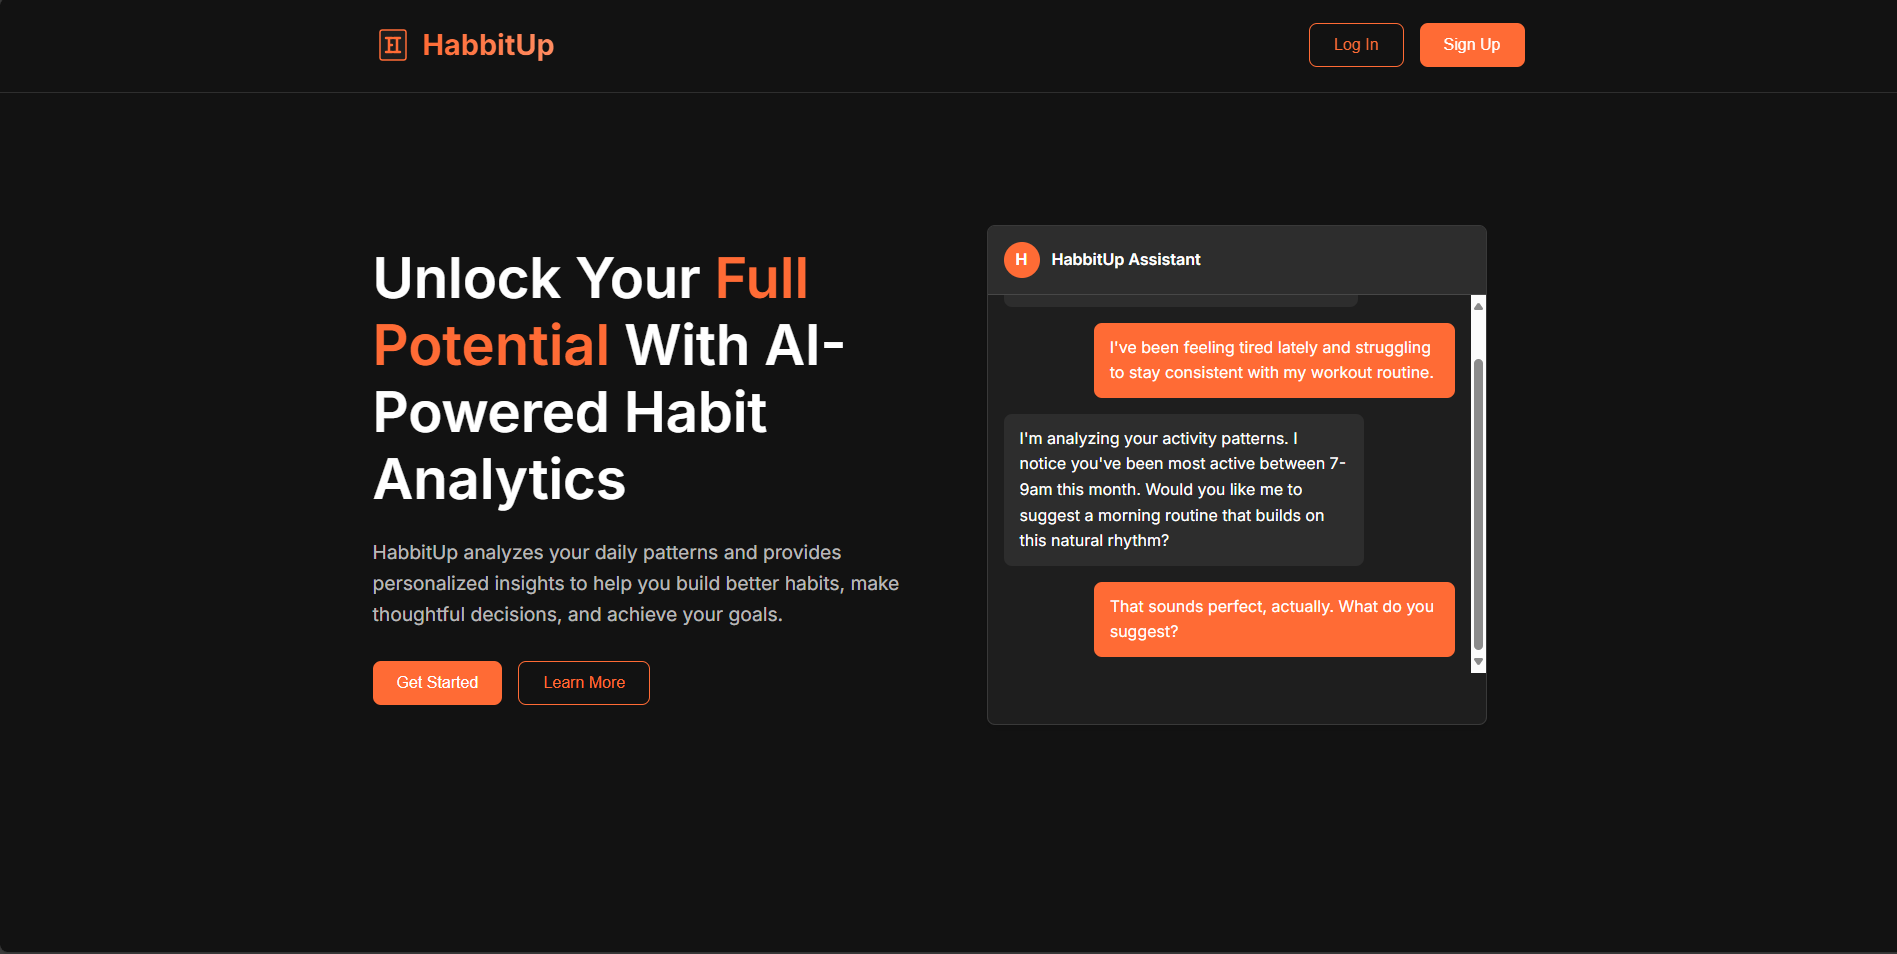 HabbitUp
Log In
Sign Up
Unlock Your Full
Potential With AI-
Powered Habit
Analytics
HabbitUp analyzes your daily patterns and provides
personalized insights to help you build better habits, make
thoughtful decisions, and achieve your goals.
Get Started
Learn More
H
HabbitUp Assistant
I've been feeling tired lately and struggling
to stay consistent with my workout routine.
I'm analyzing your activity patterns. I
notice you've been most active between 7-
9am this month. Would you like me to
suggest a morning routine that builds on
this natural rhythm?
That sounds perfect, actually. What do you
suggest?